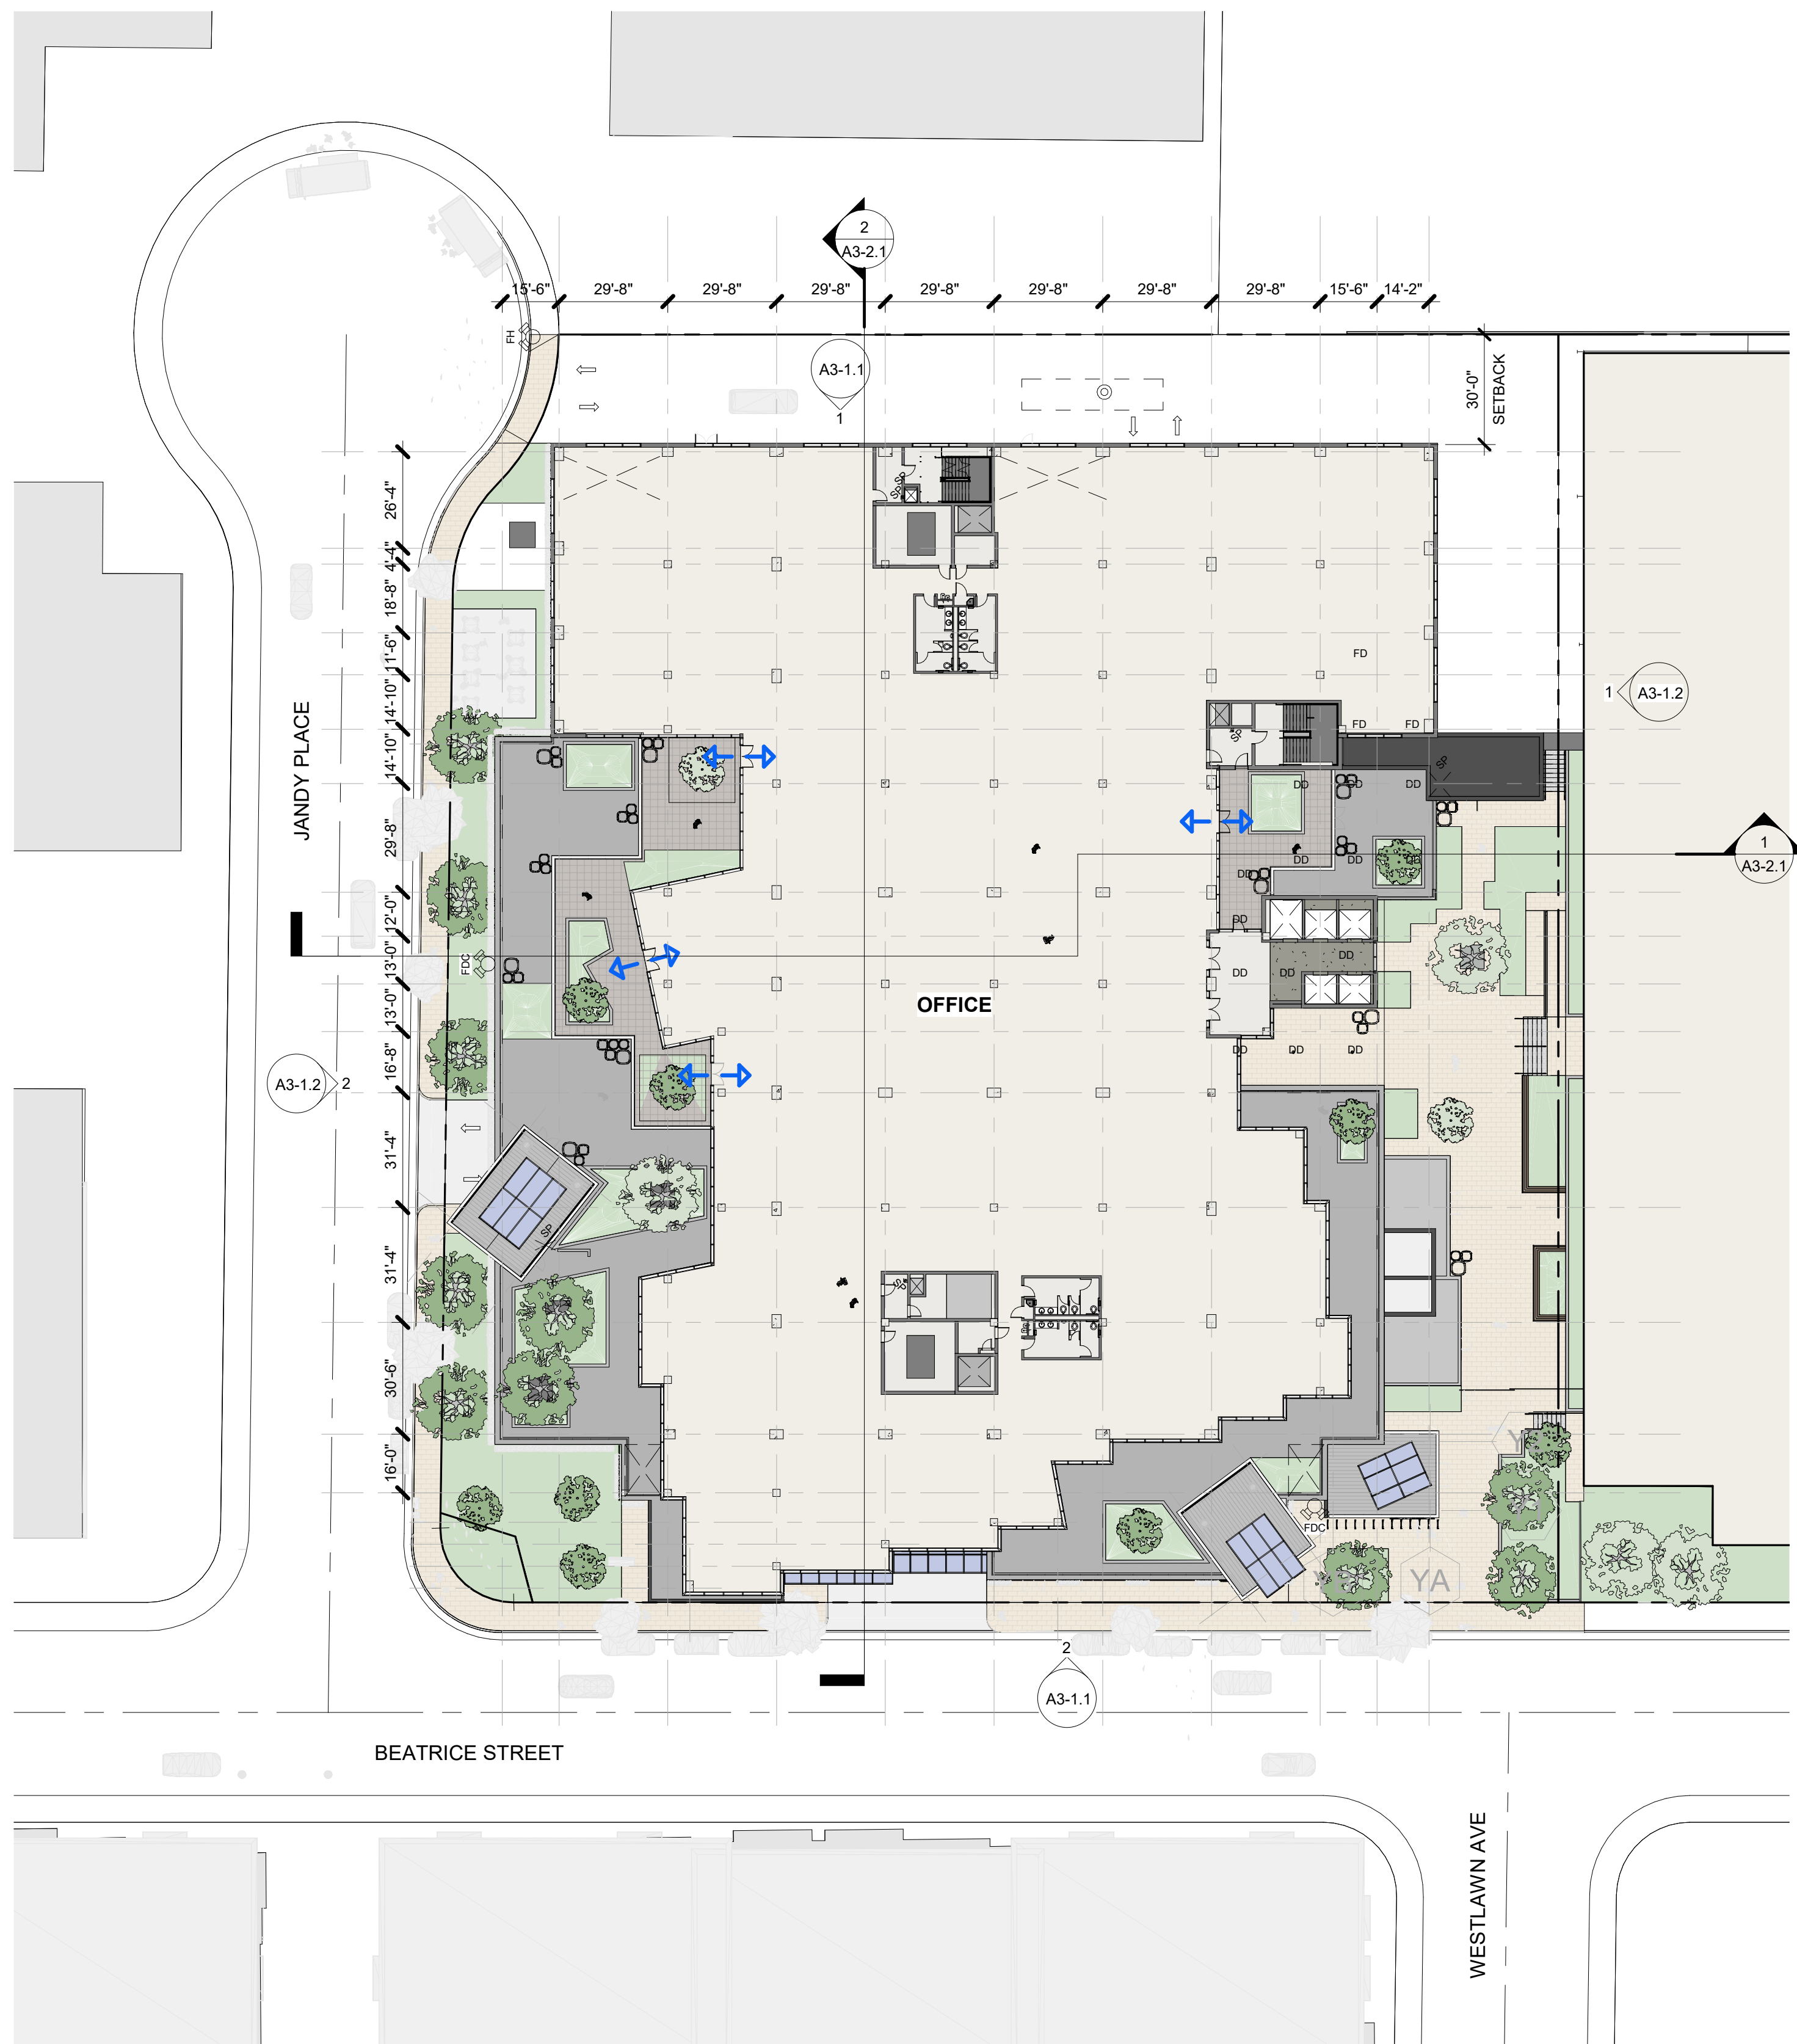 2
A3-2.1
15'-6"
29'-8"
29'-8"
29'-8"
29'-8"
29'-8"
29'-8"
29'-8"
15'-6"
14'-2"
FH
A3-1.1
1
30'-0"
SETBACK
26'-4"
4'-4"
18'-8"
11'-6"
14'-10"
14'-10"
29'-8"
12'-0"
13'-0"
13'-0"
16'-8"
31'-4"
31'-4"
30'-6"
16'-0"
JANDY PLACE
SP
SP
FD
FD
FD
1
A3-1.2
SP
SP
DD
DD
DD
1
A3-2.1
DD
DD
DD
DD
DD
DD
DD
DD
FDC
OFFICE
DD
DD
DD
A3-1.2
2
SP
SP
FDC
YA
2
A3-1.1
BEATRICE STREET
WESTLAWN AVE